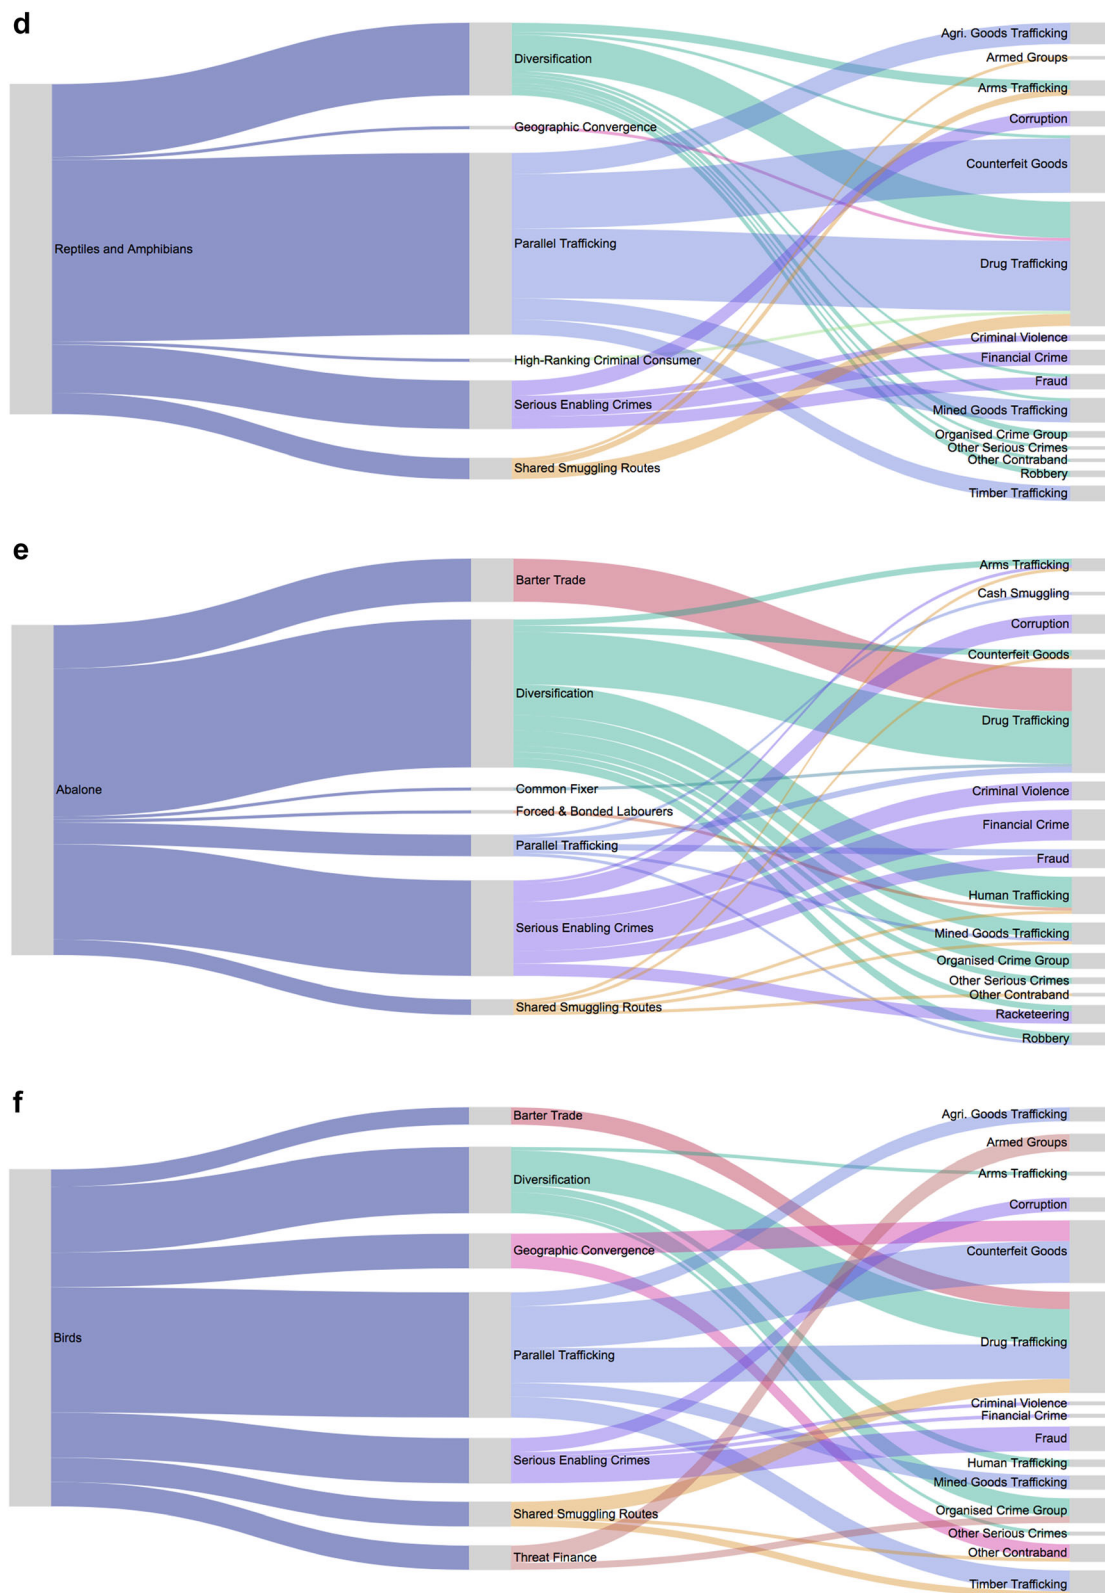 d
Reptiles and Amphibians
Diversification
Geographic Convergence
Parallel Trafficking
High-Ranking Criminal Consumer
Serious Enabling Crimes
Shared Smuggling Routes
Agri. Goods Trafficking
Armed Groups
Arms Trafficking
Corruption
Counterfeit Goods
Drug Trafficking
Criminal Violence
Financial Crime
Fraud
Mined Goods Trafficking
Organised Crime Group
Other Serious Crimes
Other Contraband
Robbery
Timber Trafficking
e
Abalone
Barter Trade
Diversification
Common Fixer
Forced & Bonded Labourers
Parallel Trafficking
Serious Enabling Crimes
Shared Smuggling Routes
Arms Trafficking
Cash Smuggling
Corruption
Counterfeit Goods
Drug Trafficking
Criminal Violence
Financial Crime
Fraud
Human Trafficking
Mined Goods Trafficking
Organised Crime Group
Other Serious Crimes
Other Contraband
Racketeering
Robbery
f
Birds
Barter Trade
Diversification
Geographic Convergence
Parallel Trafficking
Serious Enabling Crimes
Shared Smuggling Routes
Threat Finance
Agri. Goods Trafficking
Armed Groups
Arms Trafficking
Corruption
Counterfeit Goods
Drug Trafficking
Criminal Violence
Financial Crime
Fraud
Human Trafficking
Mined Goods Trafficking
Organised Crime Group
Other Serious Crimes
Other Contraband
Timber Trafficking